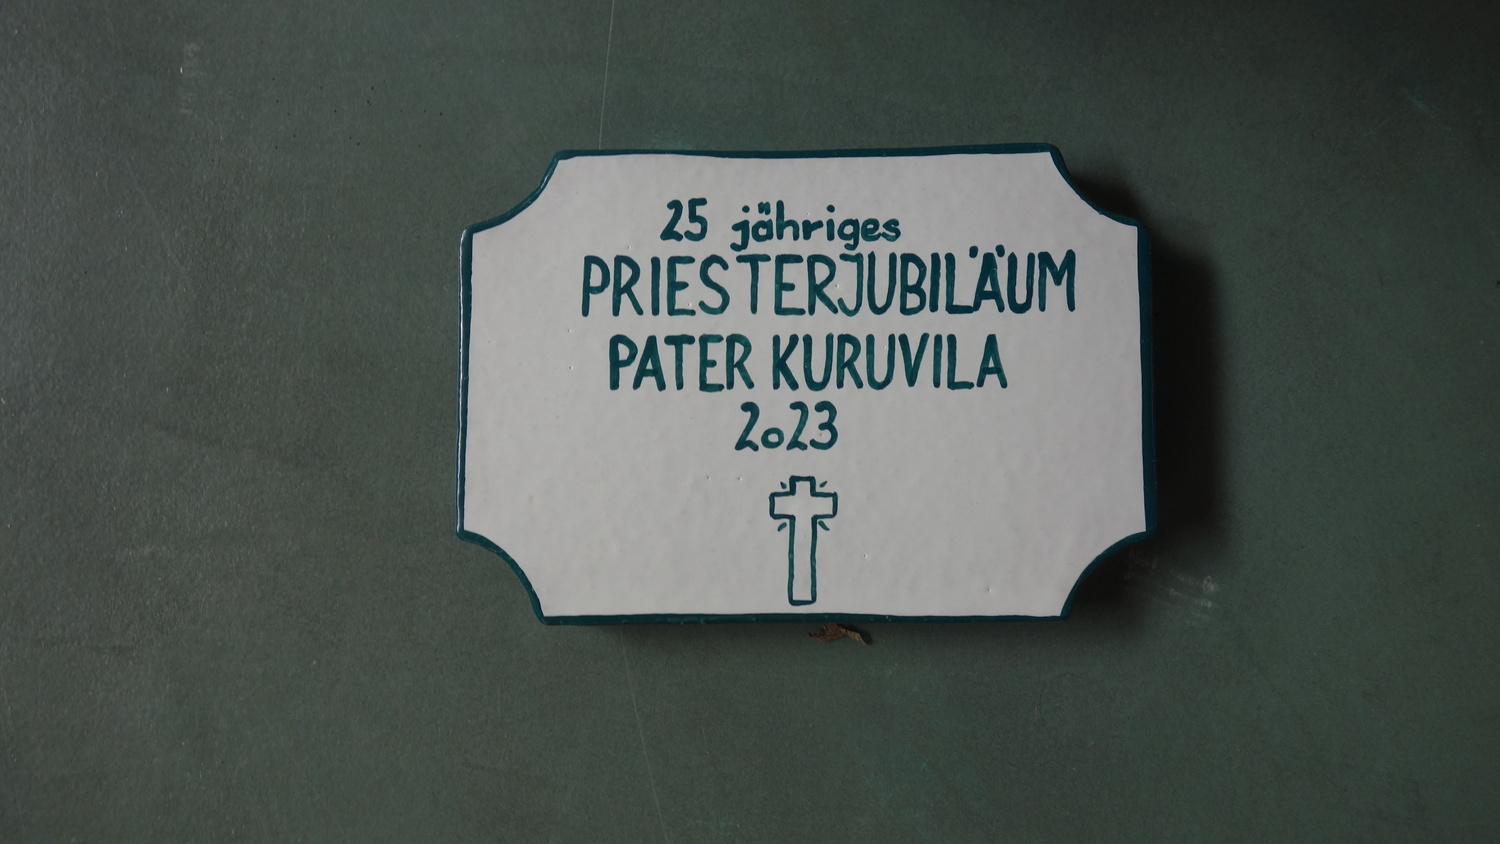 25 jähriges
PRIESTERJUBILÄUM
PATER KURUVILA
2023